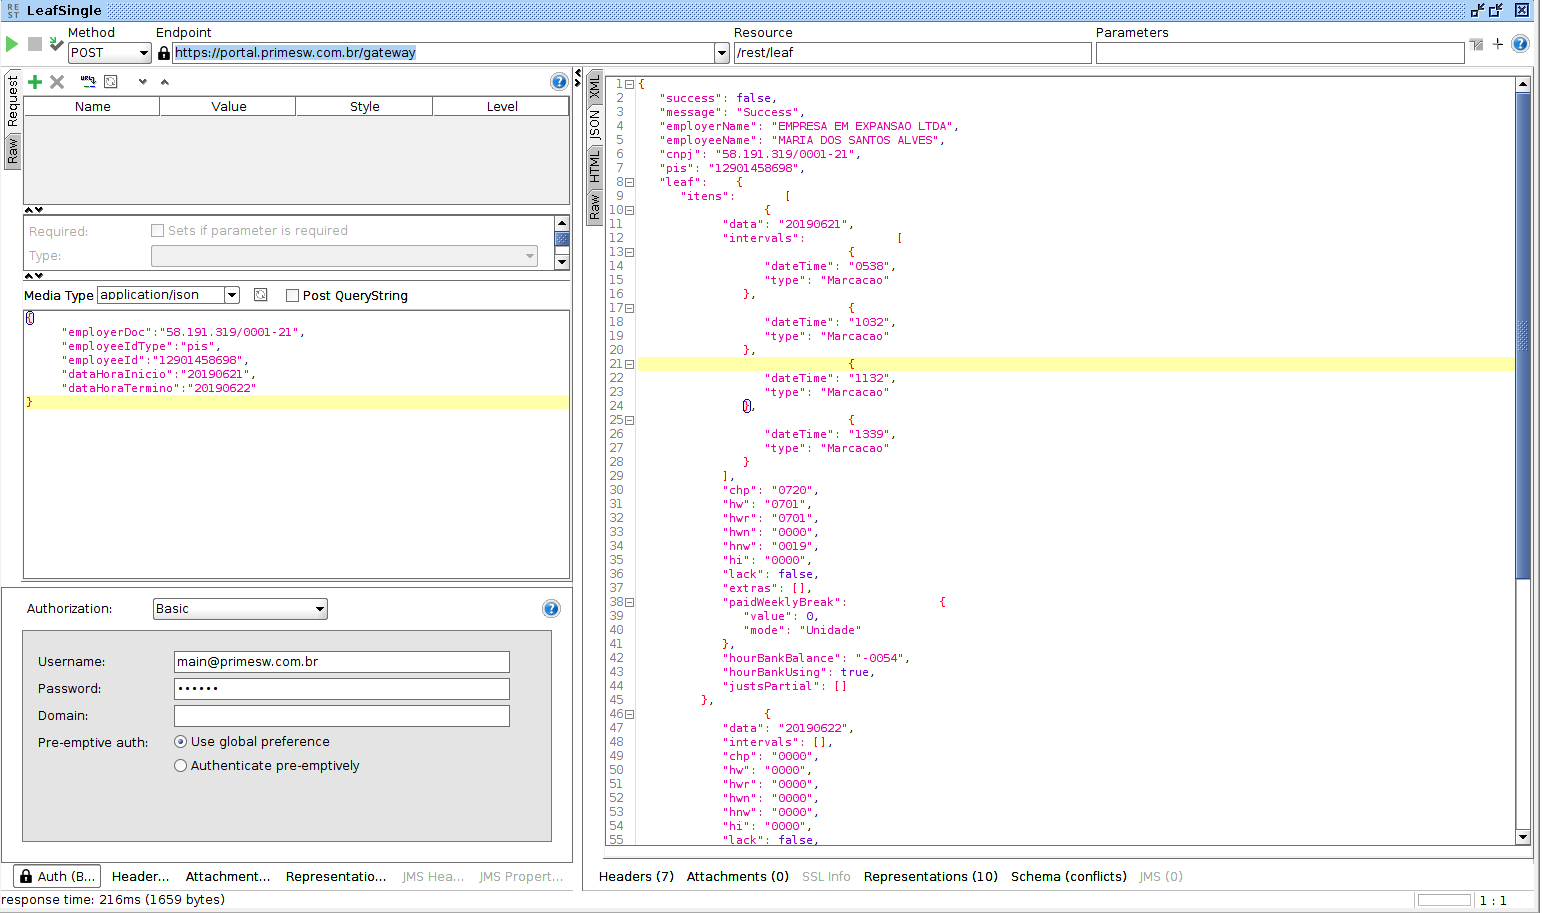 REST LeafSingle
Method Endpoint Resource Parameters
POST https://portal.primesw.com.br/gateway /rest/leaf
Request
Raw
Name Value Style Level
Required: Sets if parameter is required
Type:
Media Type application/json Post QueryString
{
"employerDoc":"58.191.319/0001-21",
"employeeIdType":"pis",
"employeeId":"12901458698",
"dataHoraInicio":"20190621",
"dataHoraTermino":"20190622"
}
Authorization: Basic
Username: main@primesw.com.br
Password: ••••••
Domain:
Pre-emptive auth: Use global preference
Authenticate pre-emptively
Auth (B... Header... Attachment... Representatio... JMS Hea... JMS Propert...
response time: 216ms (1659 bytes)
XML
JSON
HTML
Raw
1 {
2 "success": false,
3 "message": "Success",
4 "employerName": "EMPRESA EM EXPANSAO LTDA",
5 "employeeName": "MARIA DOS SANTOS ALVES",
6 "cnpj": "58.191.319/0001-21",
7 "pis": "12901458698",
8 "leaf": {
9 "itens": [
10 {
11 "data": "20190621",
12 "intervals": [
13 {
14 "dateTime": "0538",
15 "type": "Marcacao"
16 },
17 {
18 "dateTime": "1032",
19 "type": "Marcacao"
20 },
21 {
22 "dateTime": "1132",
23 "type": "Marcacao"
24 },
25 {
26 "dateTime": "1339",
27 "type": "Marcacao"
28 }
29 ],
30 "chp": "0720",
31 "hw": "0701",
32 "hwr": "0701",
33 "hwn": "0000",
34 "hnw": "0019",
35 "hi": "0000",
36 "lack": false,
37 "extras": [],
38 "paidWeeklyBreak": {
39 "value": 0,
40 "mode": "Unidade"
41 },
42 "hourBankBalance": "-0054",
43 "hourBankUsing": true,
44 "justsPartial": []
45 },
46 {
47 "data": "20190622",
48 "intervals": [],
49 "chp": "0000",
50 "hw": "0000",
51 "hwr": "0000",
52 "hwn": "0000",
53 "hnw": "0000",
54 "hi": "0000",
55 "lack": false,
Headers (7) Attachments (0) SSL Info Representations (10) Schema (conflicts) JMS (0)
1 : 1